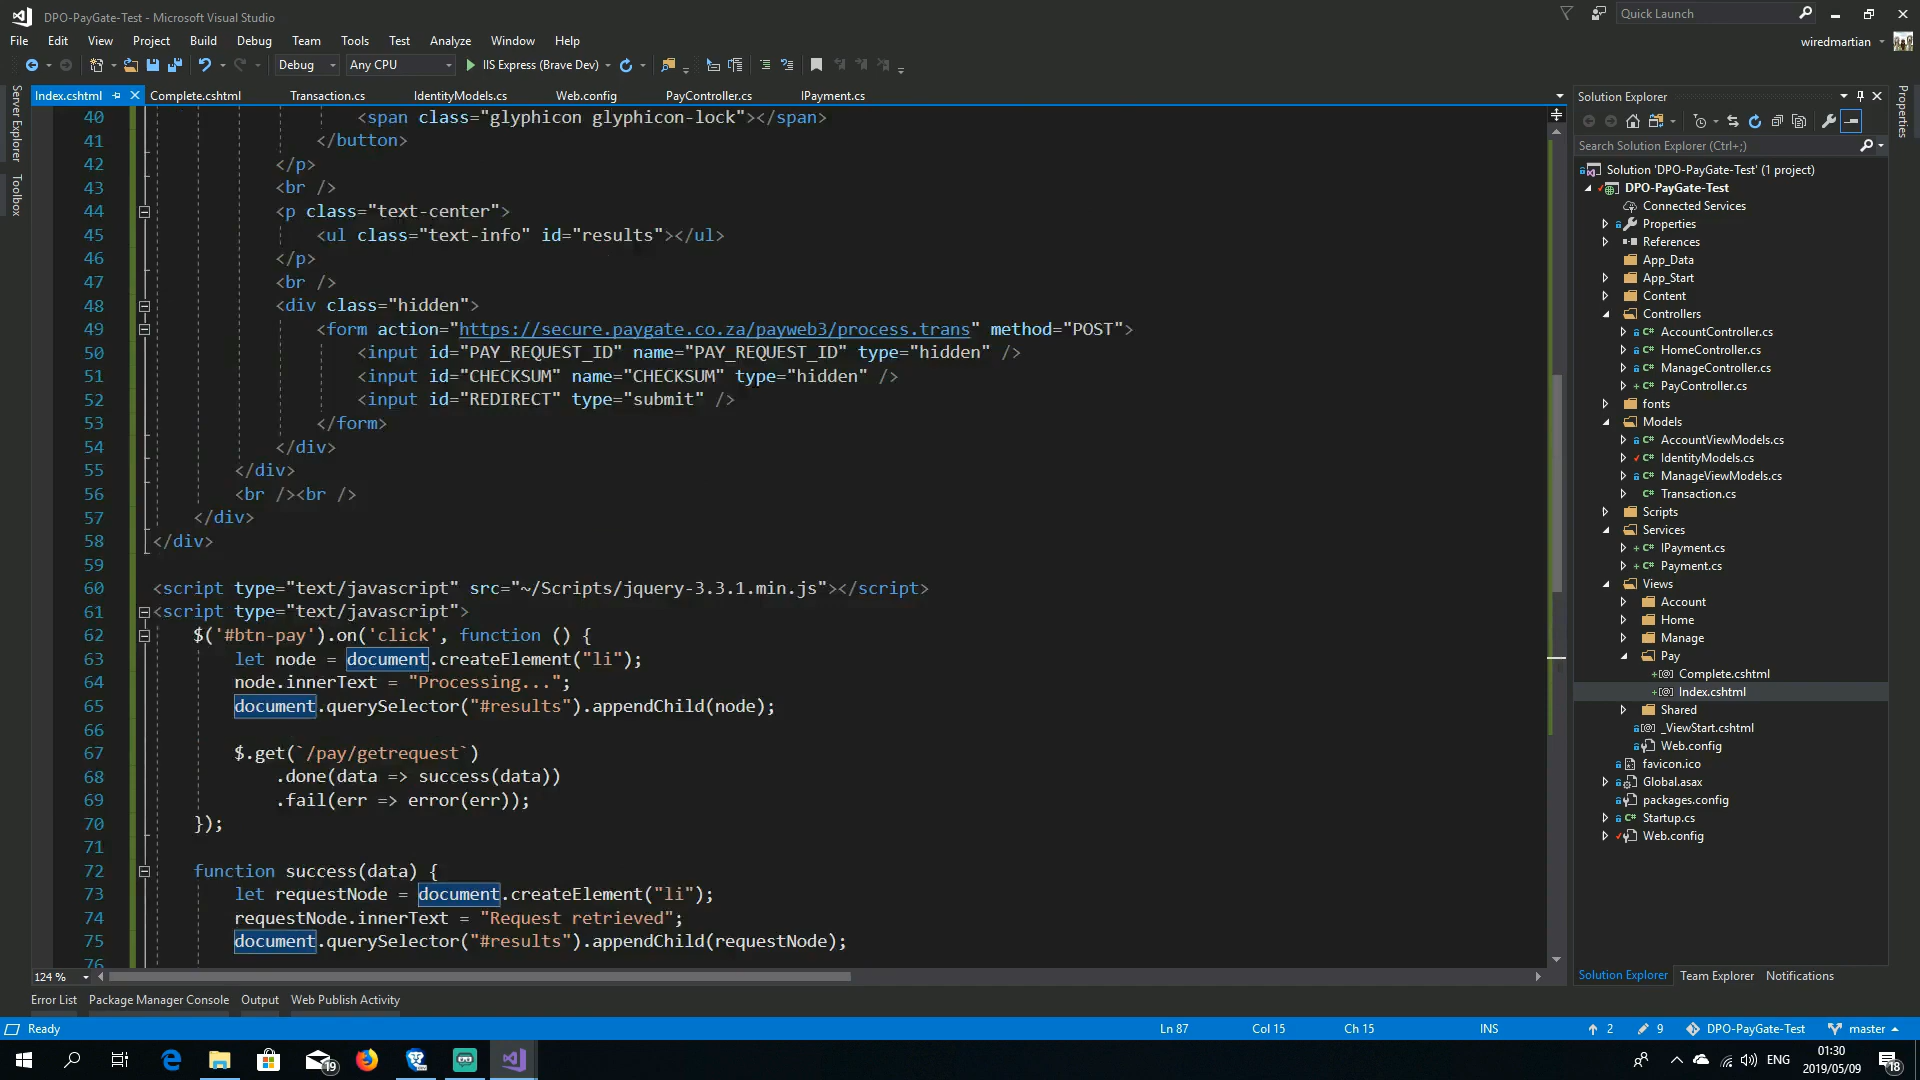 DPO-PayGate-Test - Microsoft Visual Studio
Quick Launch
File Edit View Project Build Debug Team Tools Test Analyze Window Help
wiredmartian
Debug Any CPU IIS Express (Brave Dev)
Server Explorer
Toolbox
Properties
Index.cshtml Complete.cshtml Transaction.cs IdentityModels.cs Web.config PayController.cs IPayment.cs
40 <span class="glyphicon glyphicon-lock"></span>
41 </button>
42 </p>
43 <br />
44 <p class="text-center">
45 <ul class="text-info" id="results"></ul>
46 </p>
47 <br />
48 <div class="hidden">
49 <form action="https://secure.paygate.co.za/payweb3/process.trans" method="POST">
50 <input id="PAY_REQUEST_ID" name="PAY_REQUEST_ID" type="hidden" />
51 <input id="CHECKSUM" name="CHECKSUM" type="hidden" />
52 <input id="REDIRECT" type="submit" />
53 </form>
54 </div>
55 </div>
56 <br /><br />
57 </div>
58 </div>
59
60 <script type="text/javascript" src="~/Scripts/jquery-3.3.1.min.js"></script>
61 <script type="text/javascript">
62 $('#btn-pay').on('click', function () {
63 let node = document.createElement("li");
64 node.innerText = "Processing...";
65 document.querySelector("#results").appendChild(node);
66
67 $.get(`/pay/getrequest`)
68 .done(data => success(data))
69 .fail(err => error(err));
70 });
71
72 function success(data) {
73 let requestNode = document.createElement("li");
74 requestNode.innerText = "Request retrieved";
75 document.querySelector("#results").appendChild(requestNode);
76
124 %
Solution Explorer
Search Solution Explorer (Ctrl+;)
Solution 'DPO-PayGate-Test' (1 project)
DPO-PayGate-Test
Connected Services
Properties
References
App_Data
App_Start
Content
Controllers
C# AccountController.cs
C# HomeController.cs
C# ManageController.cs
C# PayController.cs
fonts
Models
C# AccountViewModels.cs
C# IdentityModels.cs
C# ManageViewModels.cs
C# Transaction.cs
Scripts
Services
C# IPayment.cs
C# Payment.cs
Views
Account
Home
Manage
Pay
Complete.cshtml
Index.cshtml
Shared
_ViewStart.cshtml
Web.config
favicon.ico
Global.asax
packages.config
C# Startup.cs
Web.config
Solution Explorer Team Explorer Notifications
Error List Package Manager Console Output Web Publish Activity
Ready Ln 87 Col 15 Ch 15 INS 2 9 DPO-PayGate-Test master
19
ENG
01:30
2019/05/09
18